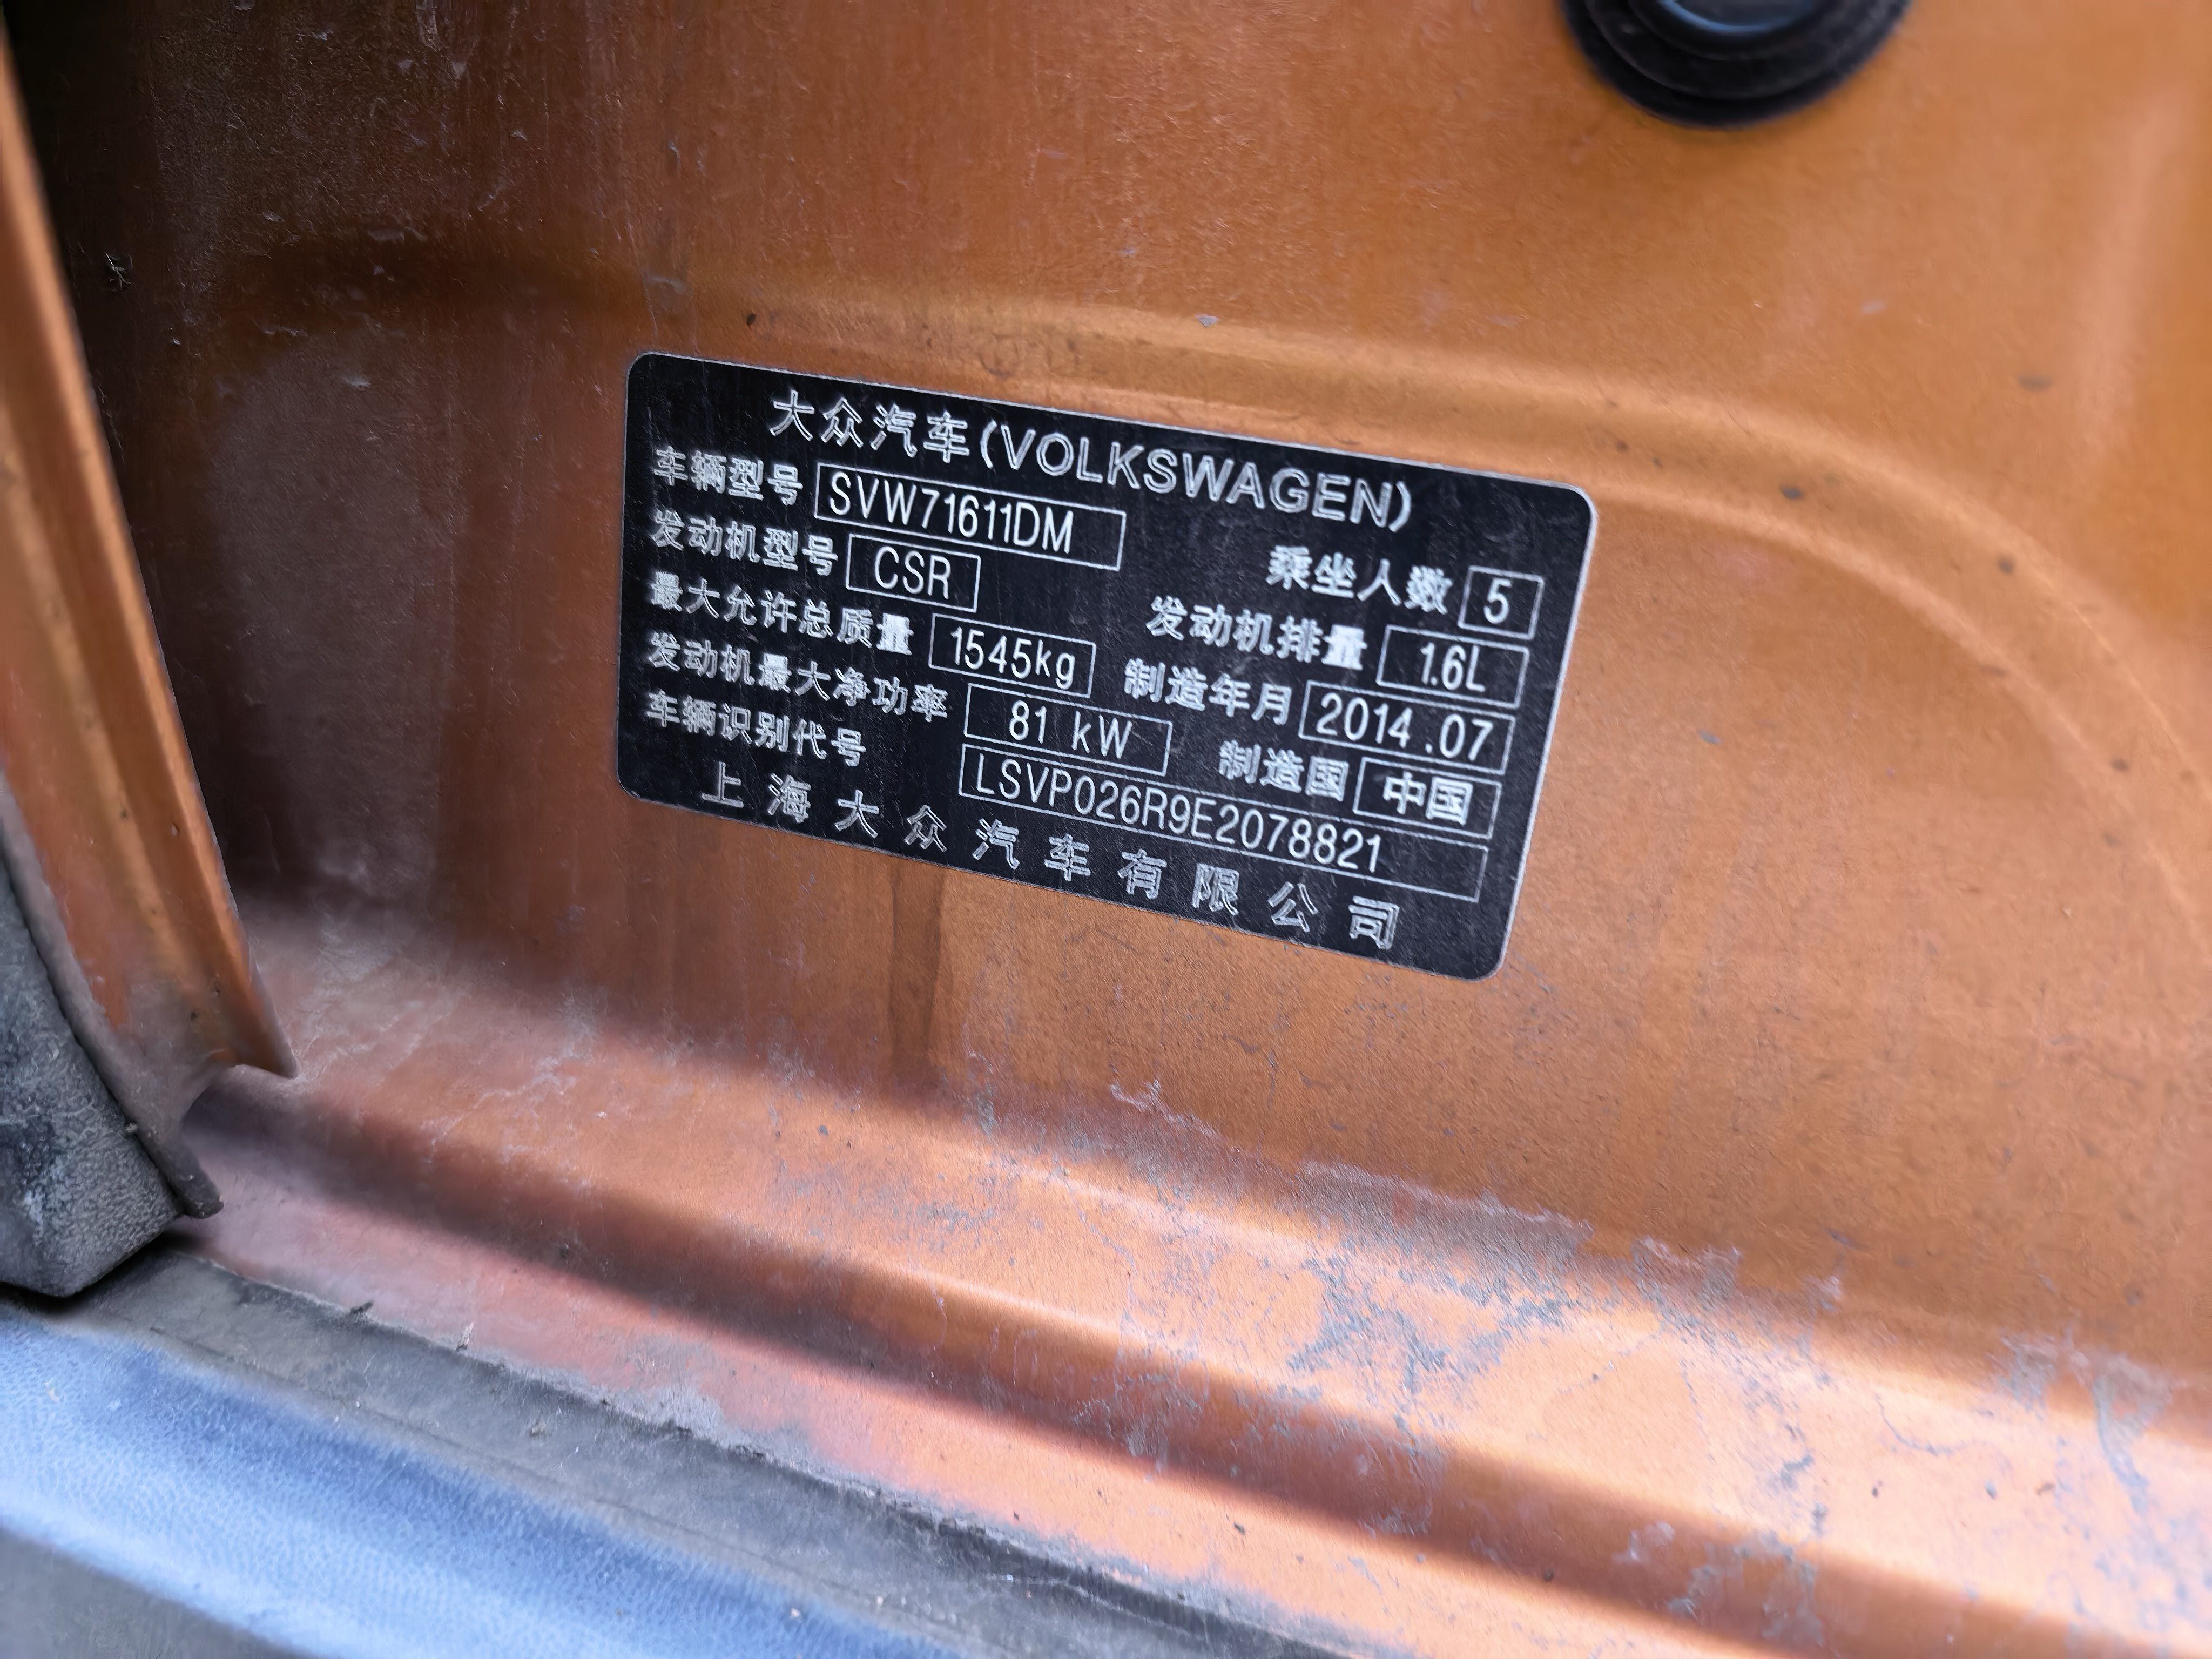 大众汽车(VOLKSWAGEN)
车辆型号 SVW71611DM 乘坐人数 5
发动机型号 CSR 发动机排量 1.6L
最大允许总质量 1545kg 制造年月 2014.07
发动机最大净功率 81 kW 制造国 中国
车辆识别代号 LSVP026R9E2078821
上海大众汽车有限公司